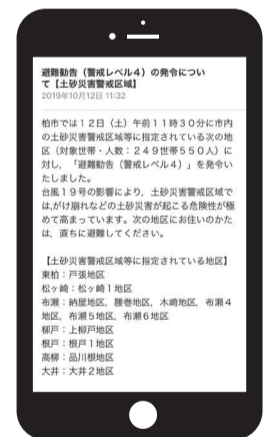 避難勧告（警戒レベル４）の発令につい
て【土砂災害警戒区域】
2019年10月12日 11:32
柏市では１２日（土）午前１１時３０分に市内
の土砂災害警戒区域等に指定されている次の地
区（対象世帯・人数：２４９世帯５５０人）に
対し，「避難勧告（警戒レベル４）」を発令い
たしました。
台風１９号の影響により，土砂災害警戒区域で
は,がけ崩れなどの土砂災害が起こる危険性が極
めて高まっています。次の地区にお住いのかた
は，直ちに避難してください。
【土砂災害警戒区域等に指定されている地区】
東柏：戸張地区
松ヶ崎：松ヶ崎１地区
布瀬：納屋地区，腰巻地区，木崎地区，布瀬４
地区，布瀬５地区，布瀬６地区
柳戸：上柳戸地区
根戸：根戸１地区
高柳：品川根地区
大井：大井２地区